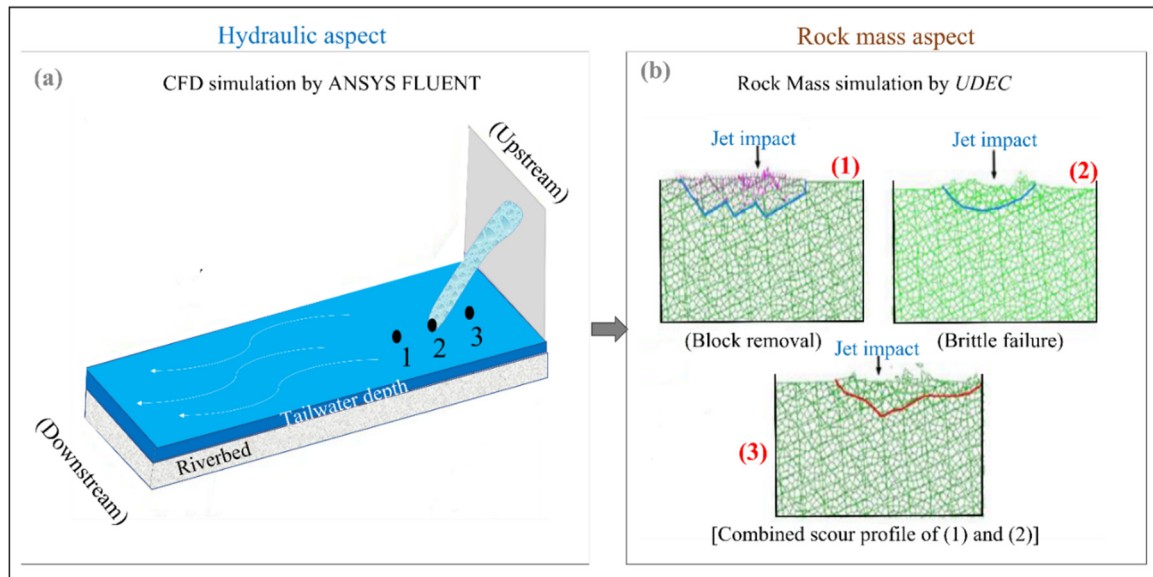 Hydraulic aspect
Rock mass aspect
(a)
CFD simulation by ANSYS FLUENT
(Upstream)
1
2
3
Tailwater depth
Riverbed
(Downstream)
(b)
Rock Mass simulation by UDEC
Jet impact
(1)
Jet impact
(2)
(Block removal)
(Brittle failure)
Jet impact
(3)
[Combined scour profile of (1) and (2)]